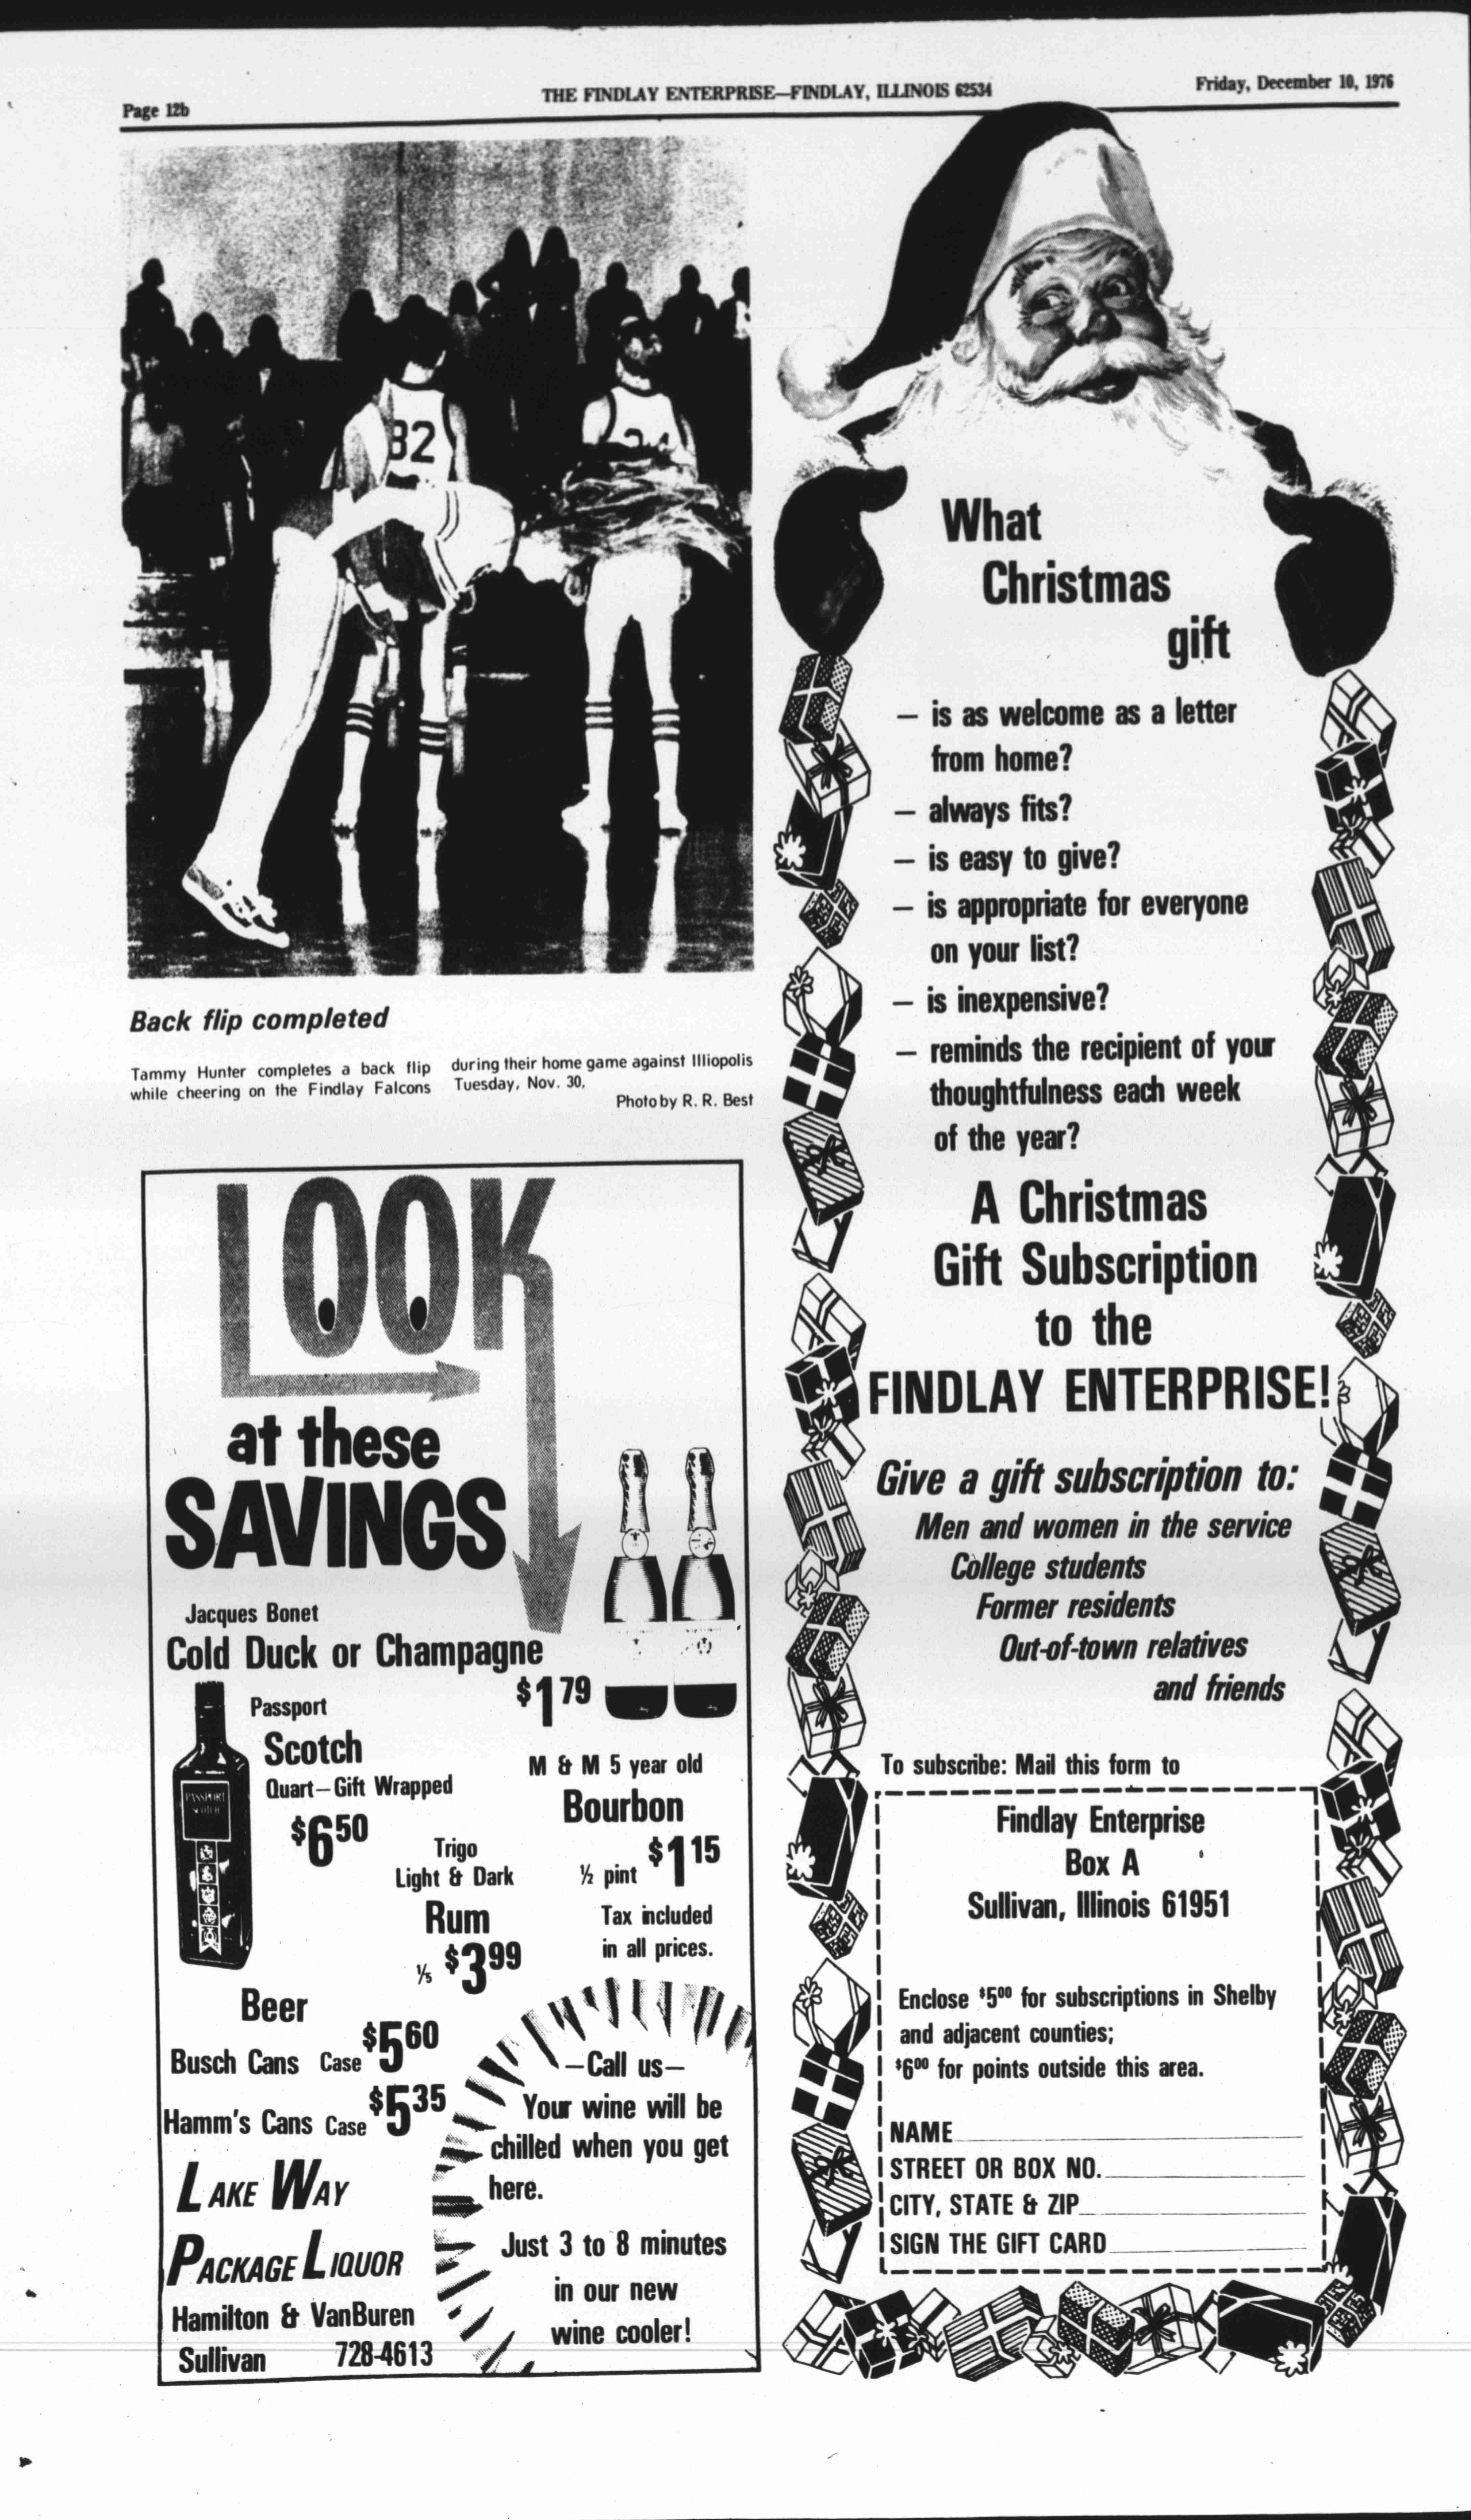 Page 12b
THE FINDLAY ENTERPRISE—FINDLAY, ILLINOIS 62534
Friday, December 10, 1976
82
Back flip completed
Tammy Hunter completes a back flip
while cheering on the Findlay Falcons
during their home game against Illiopolis
Tuesday, Nov. 30.
Photo by R. R. Best
LOOK
at these
SAVINGS
Jacques Bonet
Cold Duck or Champagne
$1 79
Passport
Scotch
Quart—Gift Wrapped
$6 50
PASSPORT
SCOTCH
M & M 5 year old
Bourbon
½ pint $1 15
Trigo
Light & Dark
Rum
⅕ $3 99
Tax included
in all prices.
Beer
Busch Cans Case $5 60
Hamm's Cans Case $5 35
LAKE WAY
PACKAGE LIQUOR
Hamilton & VanBuren
Sullivan 728-4613
—Call us—
Your wine will be
chilled when you get
here.
Just 3 to 8 minutes
in our new
wine cooler!
What
Christmas
gift
— is as welcome as a letter
from home?
— always fits?
— is easy to give?
— is appropriate for everyone
on your list?
— is inexpensive?
— reminds the recipient of your
thoughtfulness each week
of the year?
A Christmas
Gift Subscription
to the
FINDLAY ENTERPRISE!
Give a gift subscription to:
Men and women in the service
College students
Former residents
Out-of-town relatives
and friends
To subscribe: Mail this form to
Findlay Enterprise
Box A
Sullivan, Illinois 61951
Enclose $5 00 for subscriptions in Shelby
and adjacent counties;
$6 00 for points outside this area.
NAME
STREET OR BOX NO.
CITY, STATE & ZIP
SIGN THE GIFT CARD